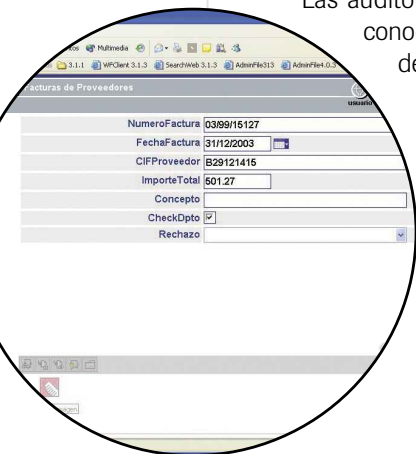 Las audito
cono
de
Multimedia
3.1.1 WFClient 3.1.3 SearchWeb 3.1.3 AdminFile313 AdminFile4.0.3
acturas de Proveedores
usuario
NumeroFactura 03/99/15127
FechaFactura 31/12/2003
CIFProveedor B29121415
ImporteTotal 501.27
Concepto
CheckDpto
Rechazo